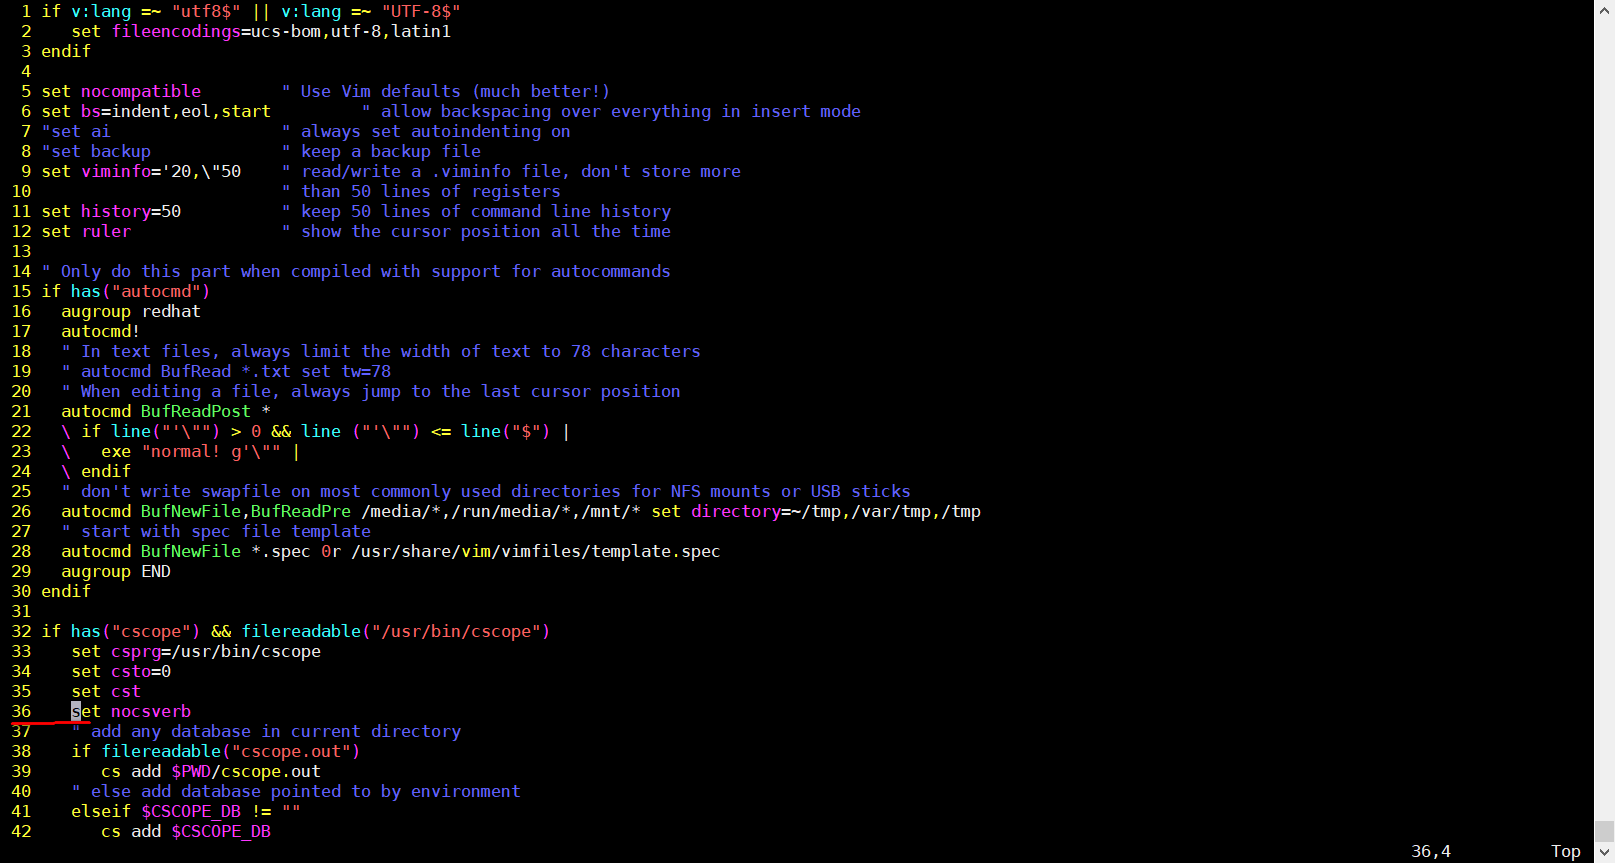 1 if v:lang =~ "utf8$" || v:lang =~ "UTF-8$"
2    set fileencodings=ucs-bom,utf-8,latin1
3 endif
4
5 set nocompatible        " Use Vim defaults (much better!)
6 set bs=indent,eol,start         " allow backspacing over everything in insert mode
7 "set ai                 " always set autoindenting on
8 "set backup             " keep a backup file
9 set viminfo='20,\"50    " read/write a .viminfo file, don't store more
10                         " than 50 lines of registers
11 set history=50          " keep 50 lines of command line history
12 set ruler               " show the cursor position all the time
13
14 " Only do this part when compiled with support for autocommands
15 if has("autocmd")
16   augroup redhat
17   autocmd!
18   " In text files, always limit the width of text to 78 characters
19   " autocmd BufRead *.txt set tw=78
20   " When editing a file, always jump to the last cursor position
21   autocmd BufReadPost *
22   \ if line("'\"") > 0 && line ("'\"") <= line("$") |
23   \   exe "normal! g'\"" |
24   \ endif
25   " don't write swapfile on most commonly used directories for NFS mounts or USB sticks
26   autocmd BufNewFile,BufReadPre /media/*,/run/media/*,/mnt/* set directory=~/tmp,/var/tmp,/tmp
27   " start with spec file template
28   autocmd BufNewFile *.spec 0r /usr/share/vim/vimfiles/template.spec
29   augroup END
30 endif
31
32 if has("cscope") && filereadable("/usr/bin/cscope")
33    set csprg=/usr/bin/cscope
34    set csto=0
35    set cst
36    set nocsverb
37    " add any database in current directory
38    if filereadable("cscope.out")
39       cs add $PWD/cscope.out
40    " else add database pointed to by environment
41    elseif $CSCOPE_DB != ""
42       cs add $CSCOPE_DB
36,4 Top